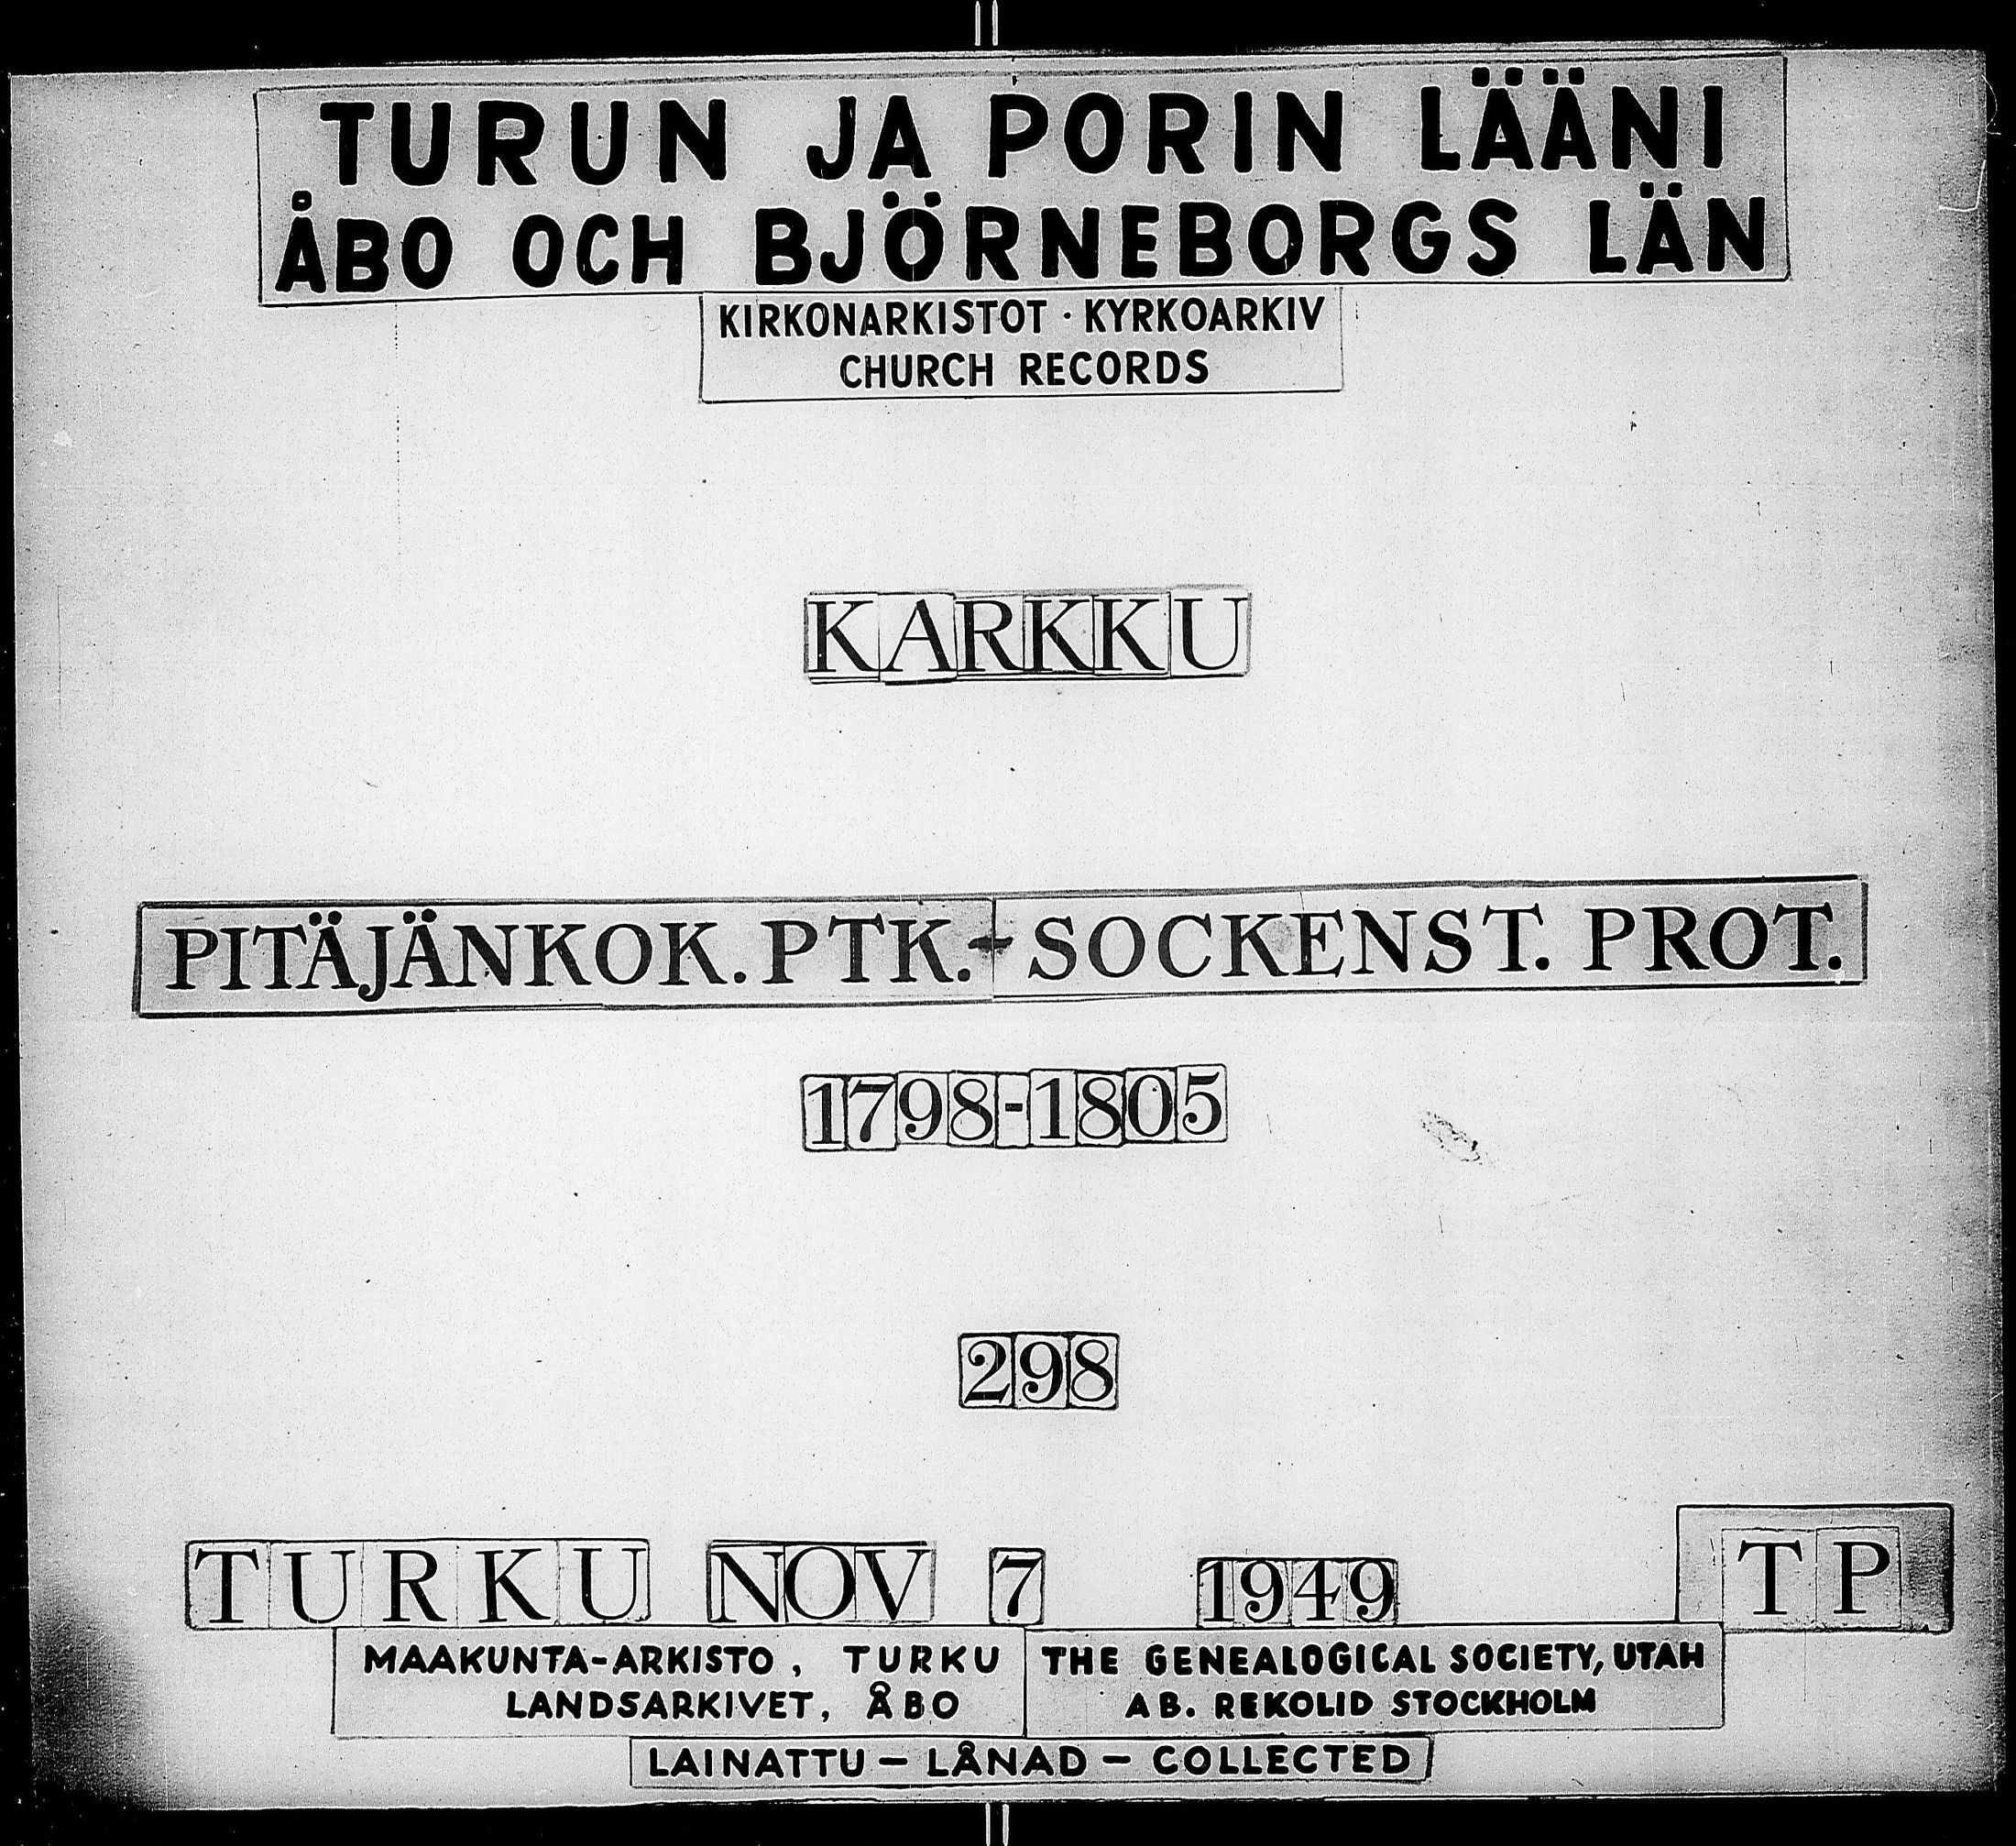 TURUN JA PORIN LÄÄNI
ÅBO OCH BJÖRNEBORGS LÄN
KIRKONARKISTOT · KYRKOARKIV
CHURCH RECORDS
KARKKU
PITÄJÄNKOK. PTK. - SOCKENST. PROT.
1798-1805
298
TURKU NOV 7 1949 TP
MAAKUNTA-ARKISTO, TURKU
LANDSARKIVET, ÅBO
THE GENEALOGICAL SOCIETY, UTAH
AB. REKOLID STOCKHOLM
LAINATTU - LÅNAD - COLLECTED